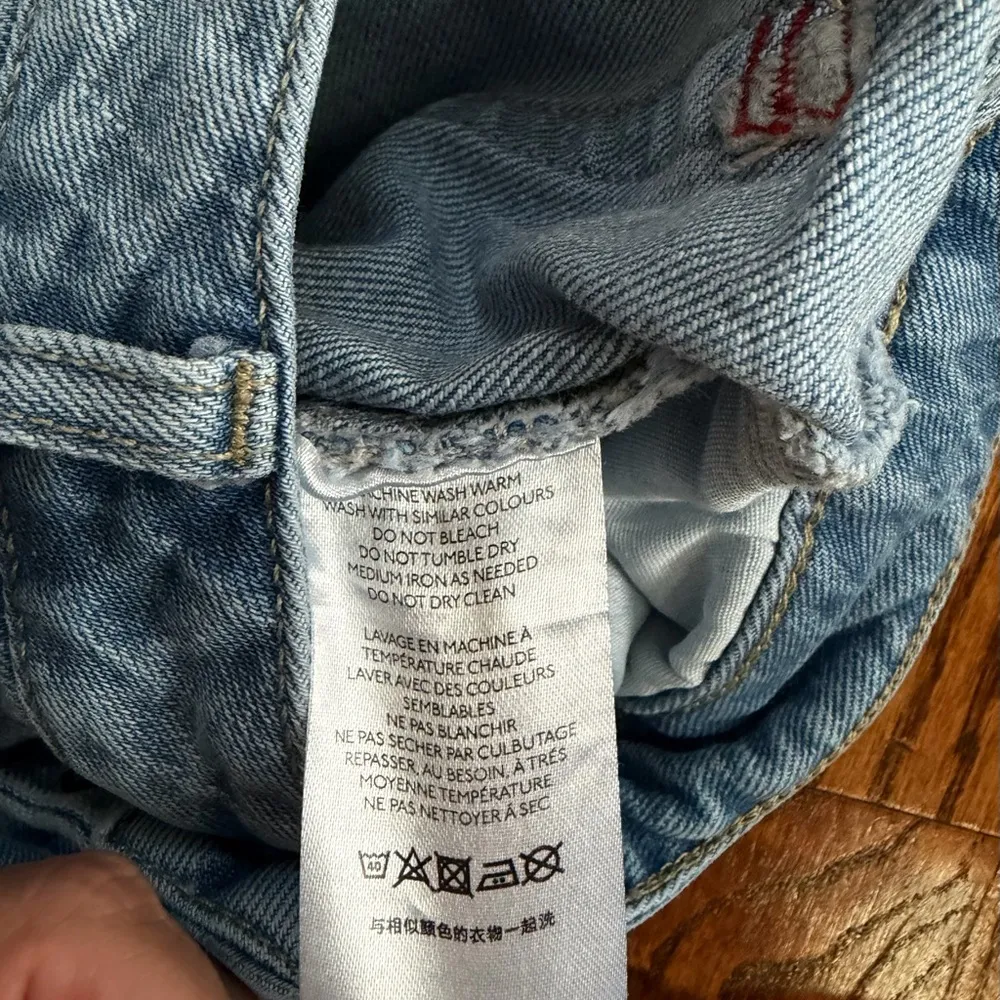 MACHINE WASH WARM
WASH WITH SIMILAR COLOURS
DO NOT BLEACH
DO NOT TUMBLE DRY
MEDIUM IRON AS NEEDED
DO NOT DRY CLEAN
LAVAGE EN MACHINE À
TEMPÉRATURE CHAUDE
LAVER AVEC DES COULEURS
SEMBLABLES
NE PAS BLANCHIR
NE PAS SECHER PAR CULBUTAGE
REPASSER, AU BESOIN, À TRÉS
MOYENNE TEMPÉRATURE
NE PAS NETTOYER À SEC
40
与相似顏色的衣物一起洗